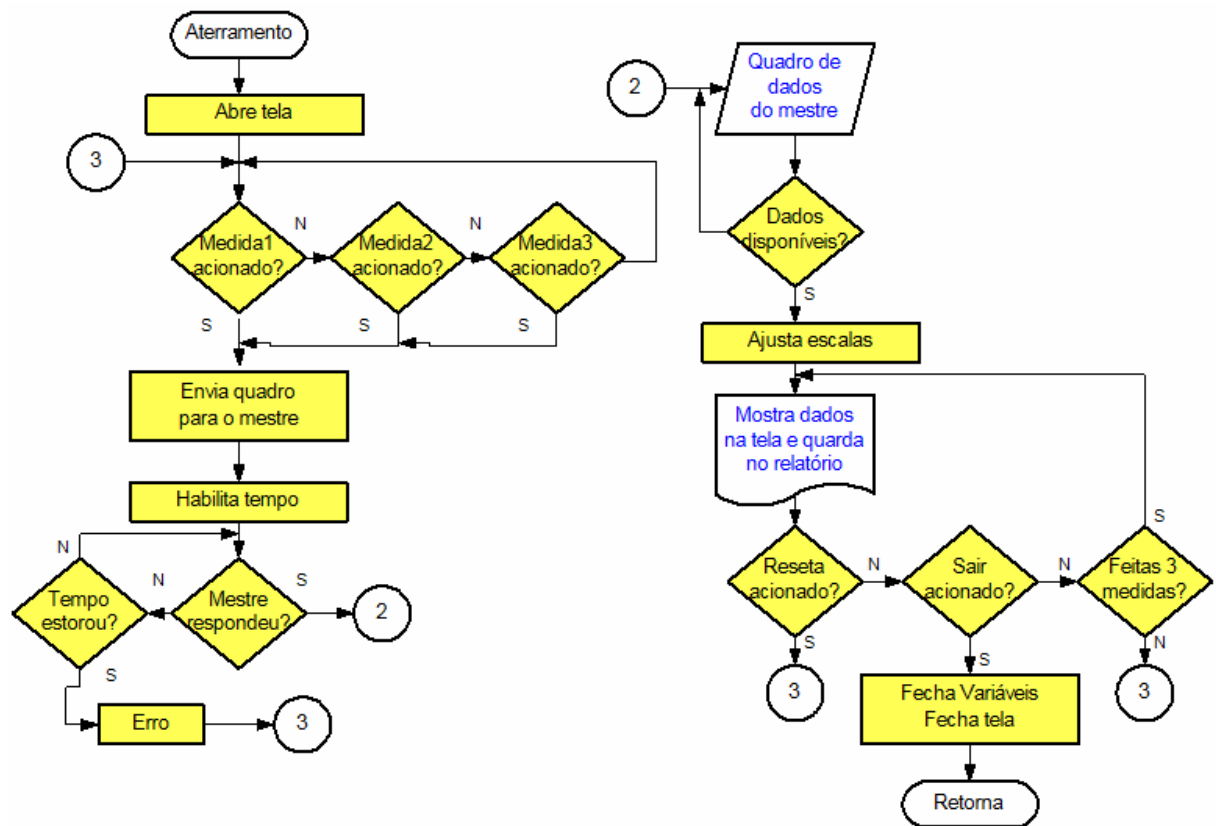 Aterramento
Abre tela
3
Medida1
acionado?
N
Medida2
acionado?
N
Medida3
acionado?
S
S
S
Envia quadro
para o mestre
Habilita tempo
N
Tempo
estorou?
N
Mestre
respondeu?
S
2
S
Erro
3
2
Quadro de
dados
do mestre
Dados
disponíveis?
S
Ajusta escalas
Mostra dados
na tela e quarda
no relatório
Reseta
acionado?
N
Sair
acionado?
N
S
Feitas 3
medidas?
S
3
S
N
3
Fecha Variáveis
Fecha tela
Retorna